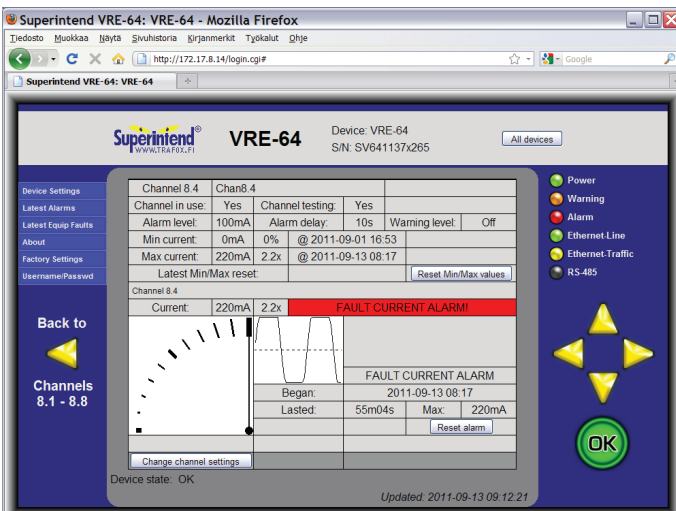 Superintend VRE-64: VRE-64 - Mozilla Firefox
Tiedosto Muokkaa Näytä Sivuhistoria Kirjanmerkit Työkalut Ohje
http://172.17.8.14/login.cgi#
Google
Superintend VRE-64: VRE-64
Superintend®
WWW.TRAFOX.FI
VRE-64
Device: VRE-64
S/N: SV641137x265
All devices
Device Settings
Latest Alarms
Latest Equip Faults
About
Factory Settings
Username/Passwd
Back to
Channels
8.1 - 8.8
Channel 8.4 Chan8.4
Channel in use: Yes Channel testing: Yes
Alarm level: 100mA Alarm delay: 10s Warning level: Off
Min current: 0mA 0% @ 2011-09-01 16:53
Max current: 220mA 2.2x @ 2011-09-13 08:17
Latest Min/Max reset: Reset Min/Max values
Channel 8.4
Current: 220mA 2.2x FAULT CURRENT ALARM!
FAULT CURRENT ALARM
Began: 2011-09-13 08:17
Lasted: 55m04s Max: 220mA
Reset alarm
Change channel settings
Device state: OK
Updated: 2011-09-13 09:12:21
Power
Warning
Alarm
Ethernet-Line
Ethernet-Traffic
RS-485
OK